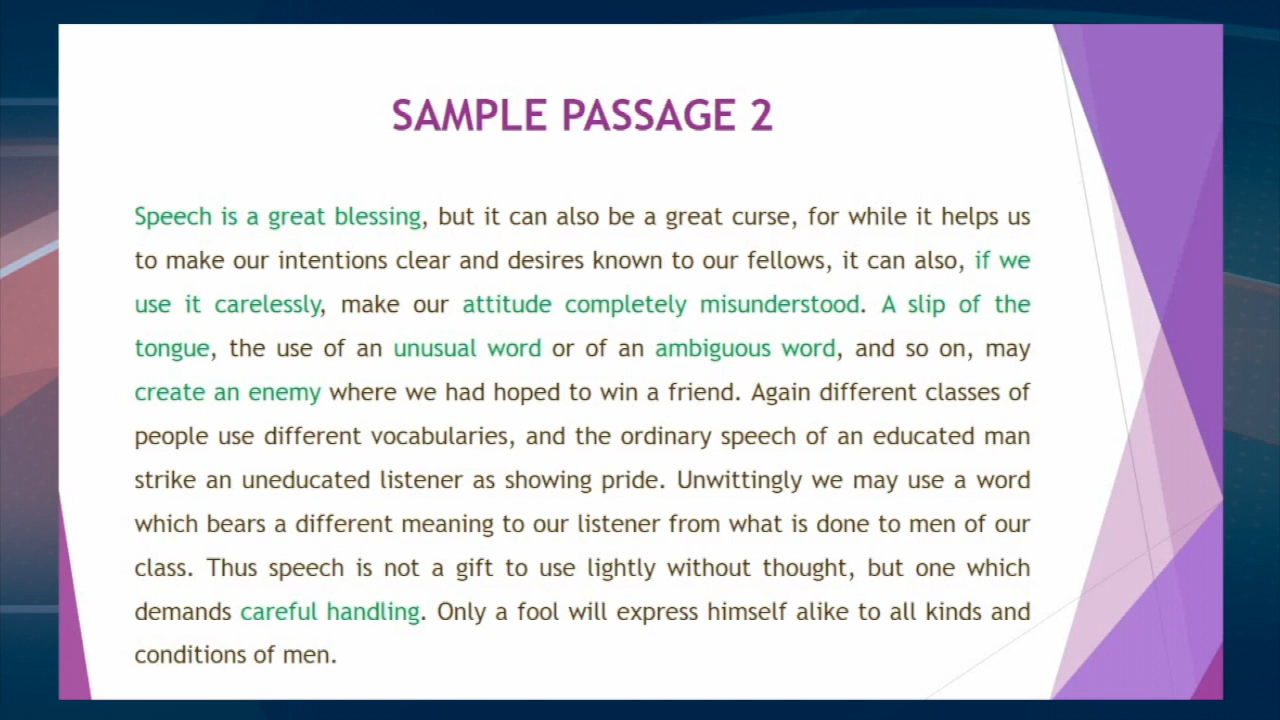 SAMPLE PASSAGE 2
Speech is a great blessing, but it can also be a great curse, for while it helps us
to make our intentions clear and desires known to our fellows, it can also, if we
use it carelessly, make our attitude completely misunderstood. A slip of the
tongue, the use of an unusual word or of an ambiguous word, and so on, may
create an enemy where we had hoped to win a friend. Again different classes of
people use different vocabularies, and the ordinary speech of an educated man
strike an uneducated listener as showing pride. Unwittingly we may use a word
which bears a different meaning to our listener from what is done to men of our
class. Thus speech is not a gift to use lightly without thought, but one which
demands careful handling. Only a fool will express himself alike to all kinds and
conditions of men.